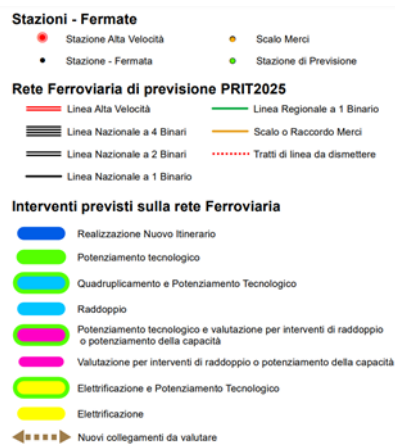 Stazioni - Fermate
Stazione Alta Velocità
Scalo Merci
Stazione - Fermata
Stazione di Previsione
Rete Ferroviaria di previsione PRIT2025
Linea Alta Velocità
Linea Regionale a 1 Binario
Linea Nazionale a 4 Binari
Scalo o Raccordo Merci
Linea Nazionale a 2 Binari
Tratti di linea da dismettere
Linea Nazionale a 1 Binario
Interventi previsti sulla rete Ferroviaria
Realizzazione Nuovo Itinerario
Potenziamento tecnologico
Quadruplicamento e Potenziamento Tecnologico
Raddoppio
Potenziamento tecnologico e valutazione per interventi di raddoppio
o potenziamento della capacità
Valutazione per interventi di raddoppio o potenziamento della capacità
Elettrificazione e Potenziamento Tecnologico
Elettrificazione
Nuovi collegamenti da valutare